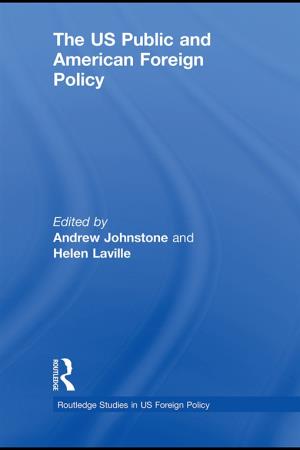 The US Public and
American Foreign
Policy
Edited by
Andrew Johnstone and
Helen Laville
ROUTLEDGE
Routledge Studies in US Foreign Policy